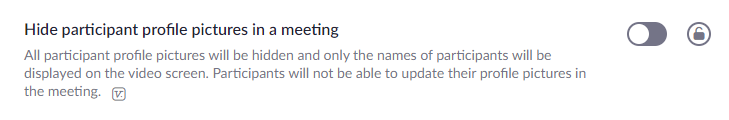 Hide participant profile pictures in a meeting
All participant profile pictures will be hidden and only the names of participants will be
displayed on the video screen. Participants will not be able to update their profile pictures in
the meeting.